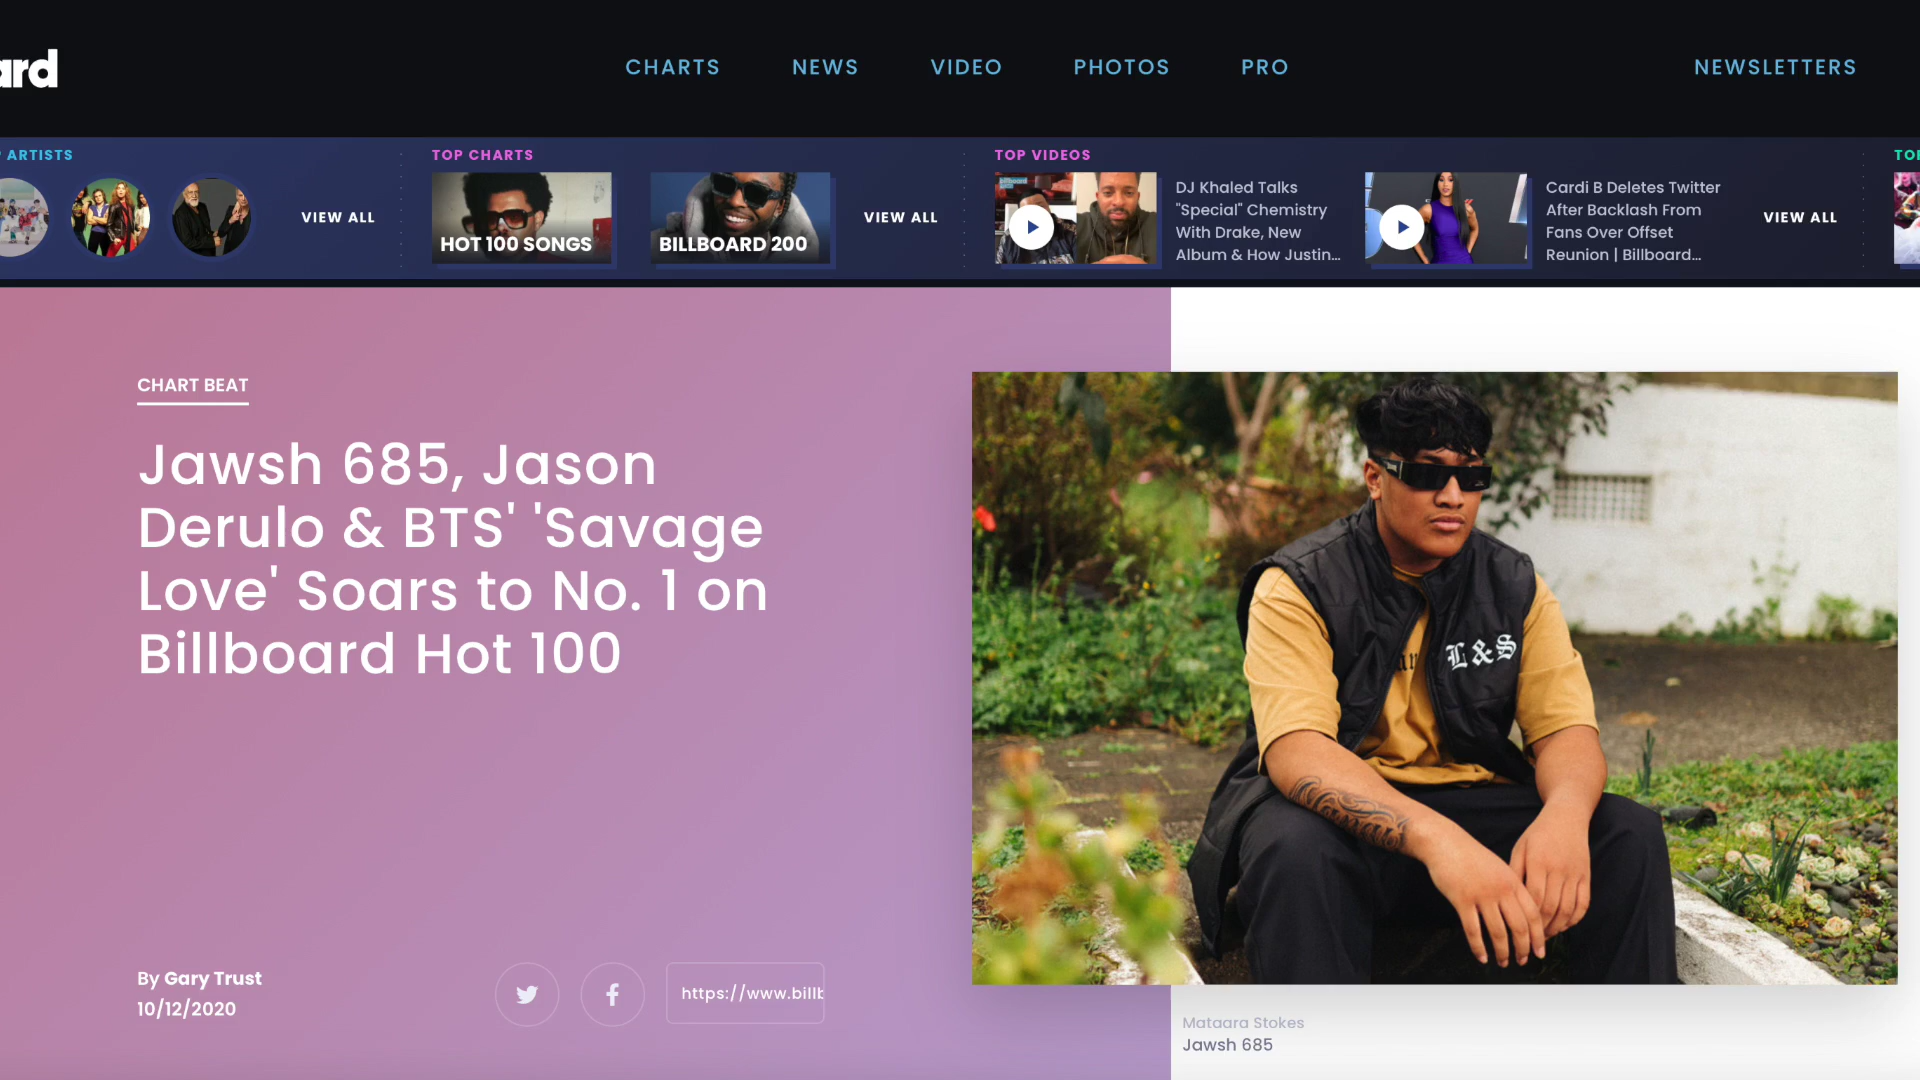 ard
CHARTS
NEWS
VIDEO
PHOTOS
PRO
NEWSLETTERS
ARTISTS
VIEW ALL
TOP CHARTS
HOT 100 SONGS
BILLBOARD 200
VIEW ALL
TOP VIDEOS
DJ Khaled Talks
"Special" Chemistry
With Drake, New
Album & How Justin...
Cardi B Deletes Twitter
After Backlash From
Fans Over Offset
Reunion | Billboard...
VIEW ALL
CHART BEAT
Jawsh 685, Jason
Derulo & BTS' 'Savage
Love' Soars to No. 1 on
Billboard Hot 100
By Gary Trust
10/12/2020
https://www.billb
L&S
Mataara Stokes
Jawsh 685